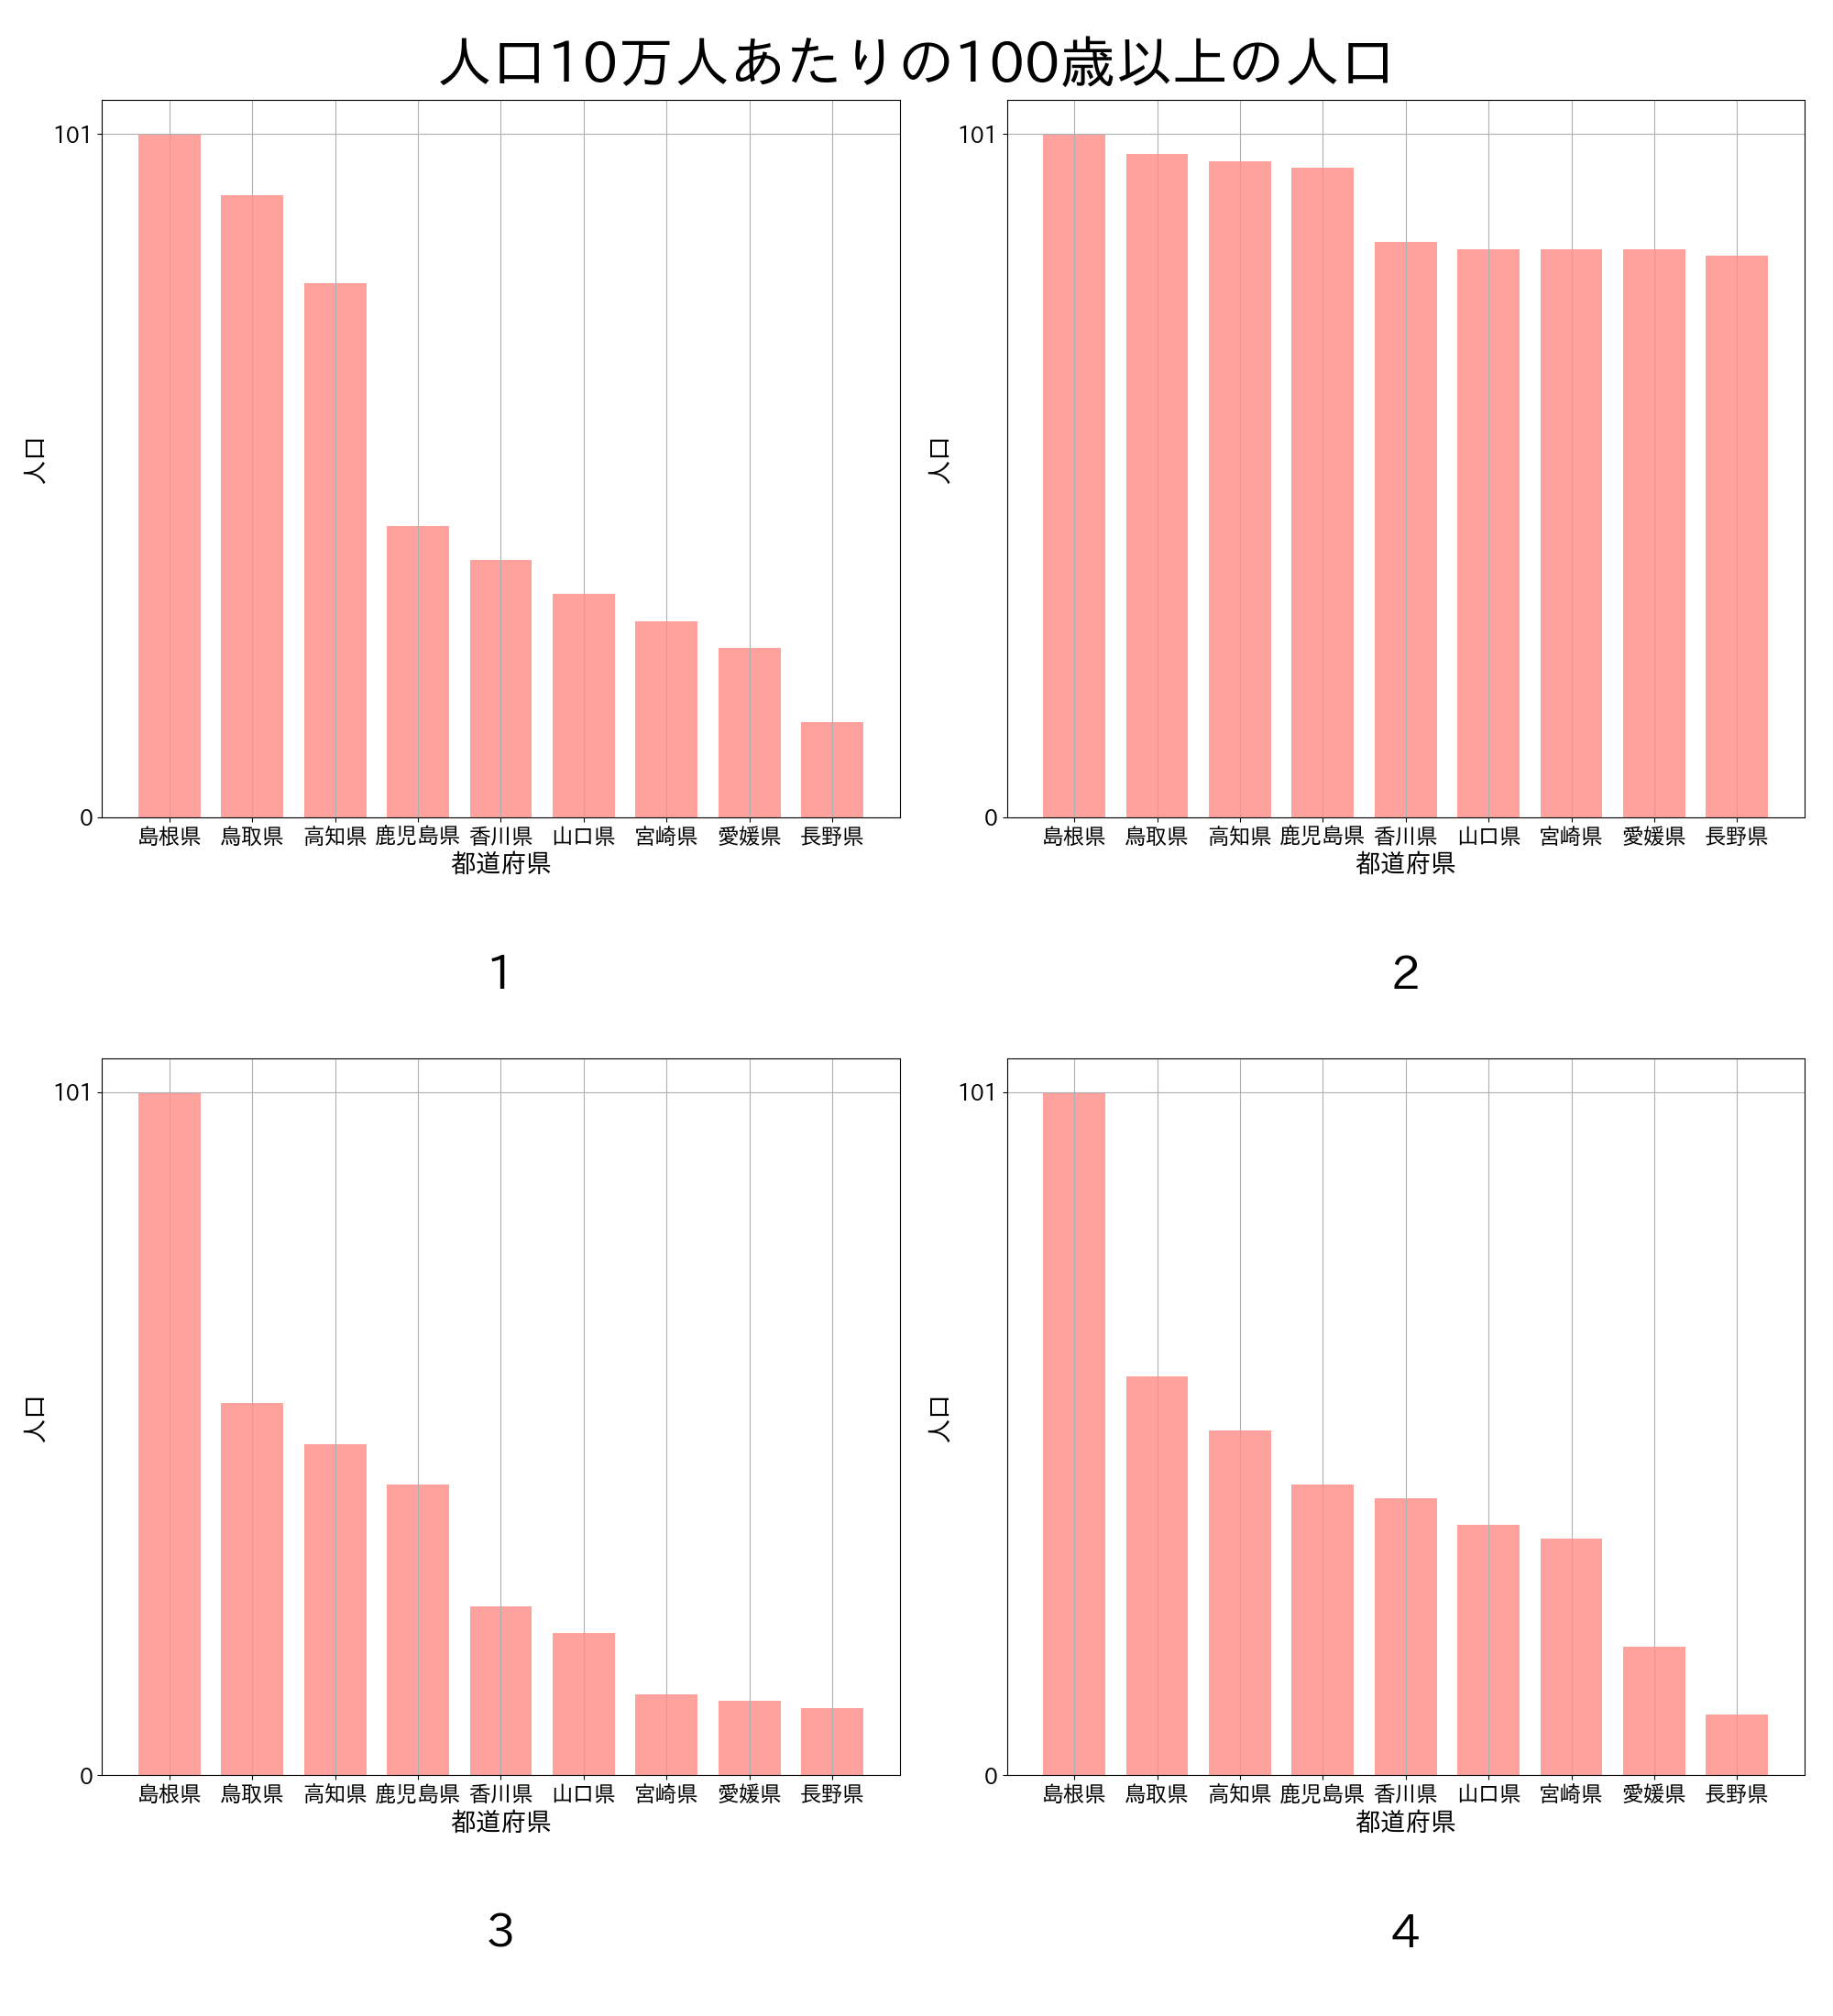 人口10万人あたりの100歳以上の人口
101
0
人口
島根県 鳥取県 高知県 鹿児島県 香川県 山口県 宮崎県 愛媛県 長野県
都道府県
1
101
0
人口
島根県 鳥取県 高知県 鹿児島県 香川県 山口県 宮崎県 愛媛県 長野県
都道府県
2
101
0
人口
島根県 鳥取県 高知県 鹿児島県 香川県 山口県 宮崎県 愛媛県 長野県
都道府県
3
101
0
人口
島根県 鳥取県 高知県 鹿児島県 香川県 山口県 宮崎県 愛媛県 長野県
都道府県
4